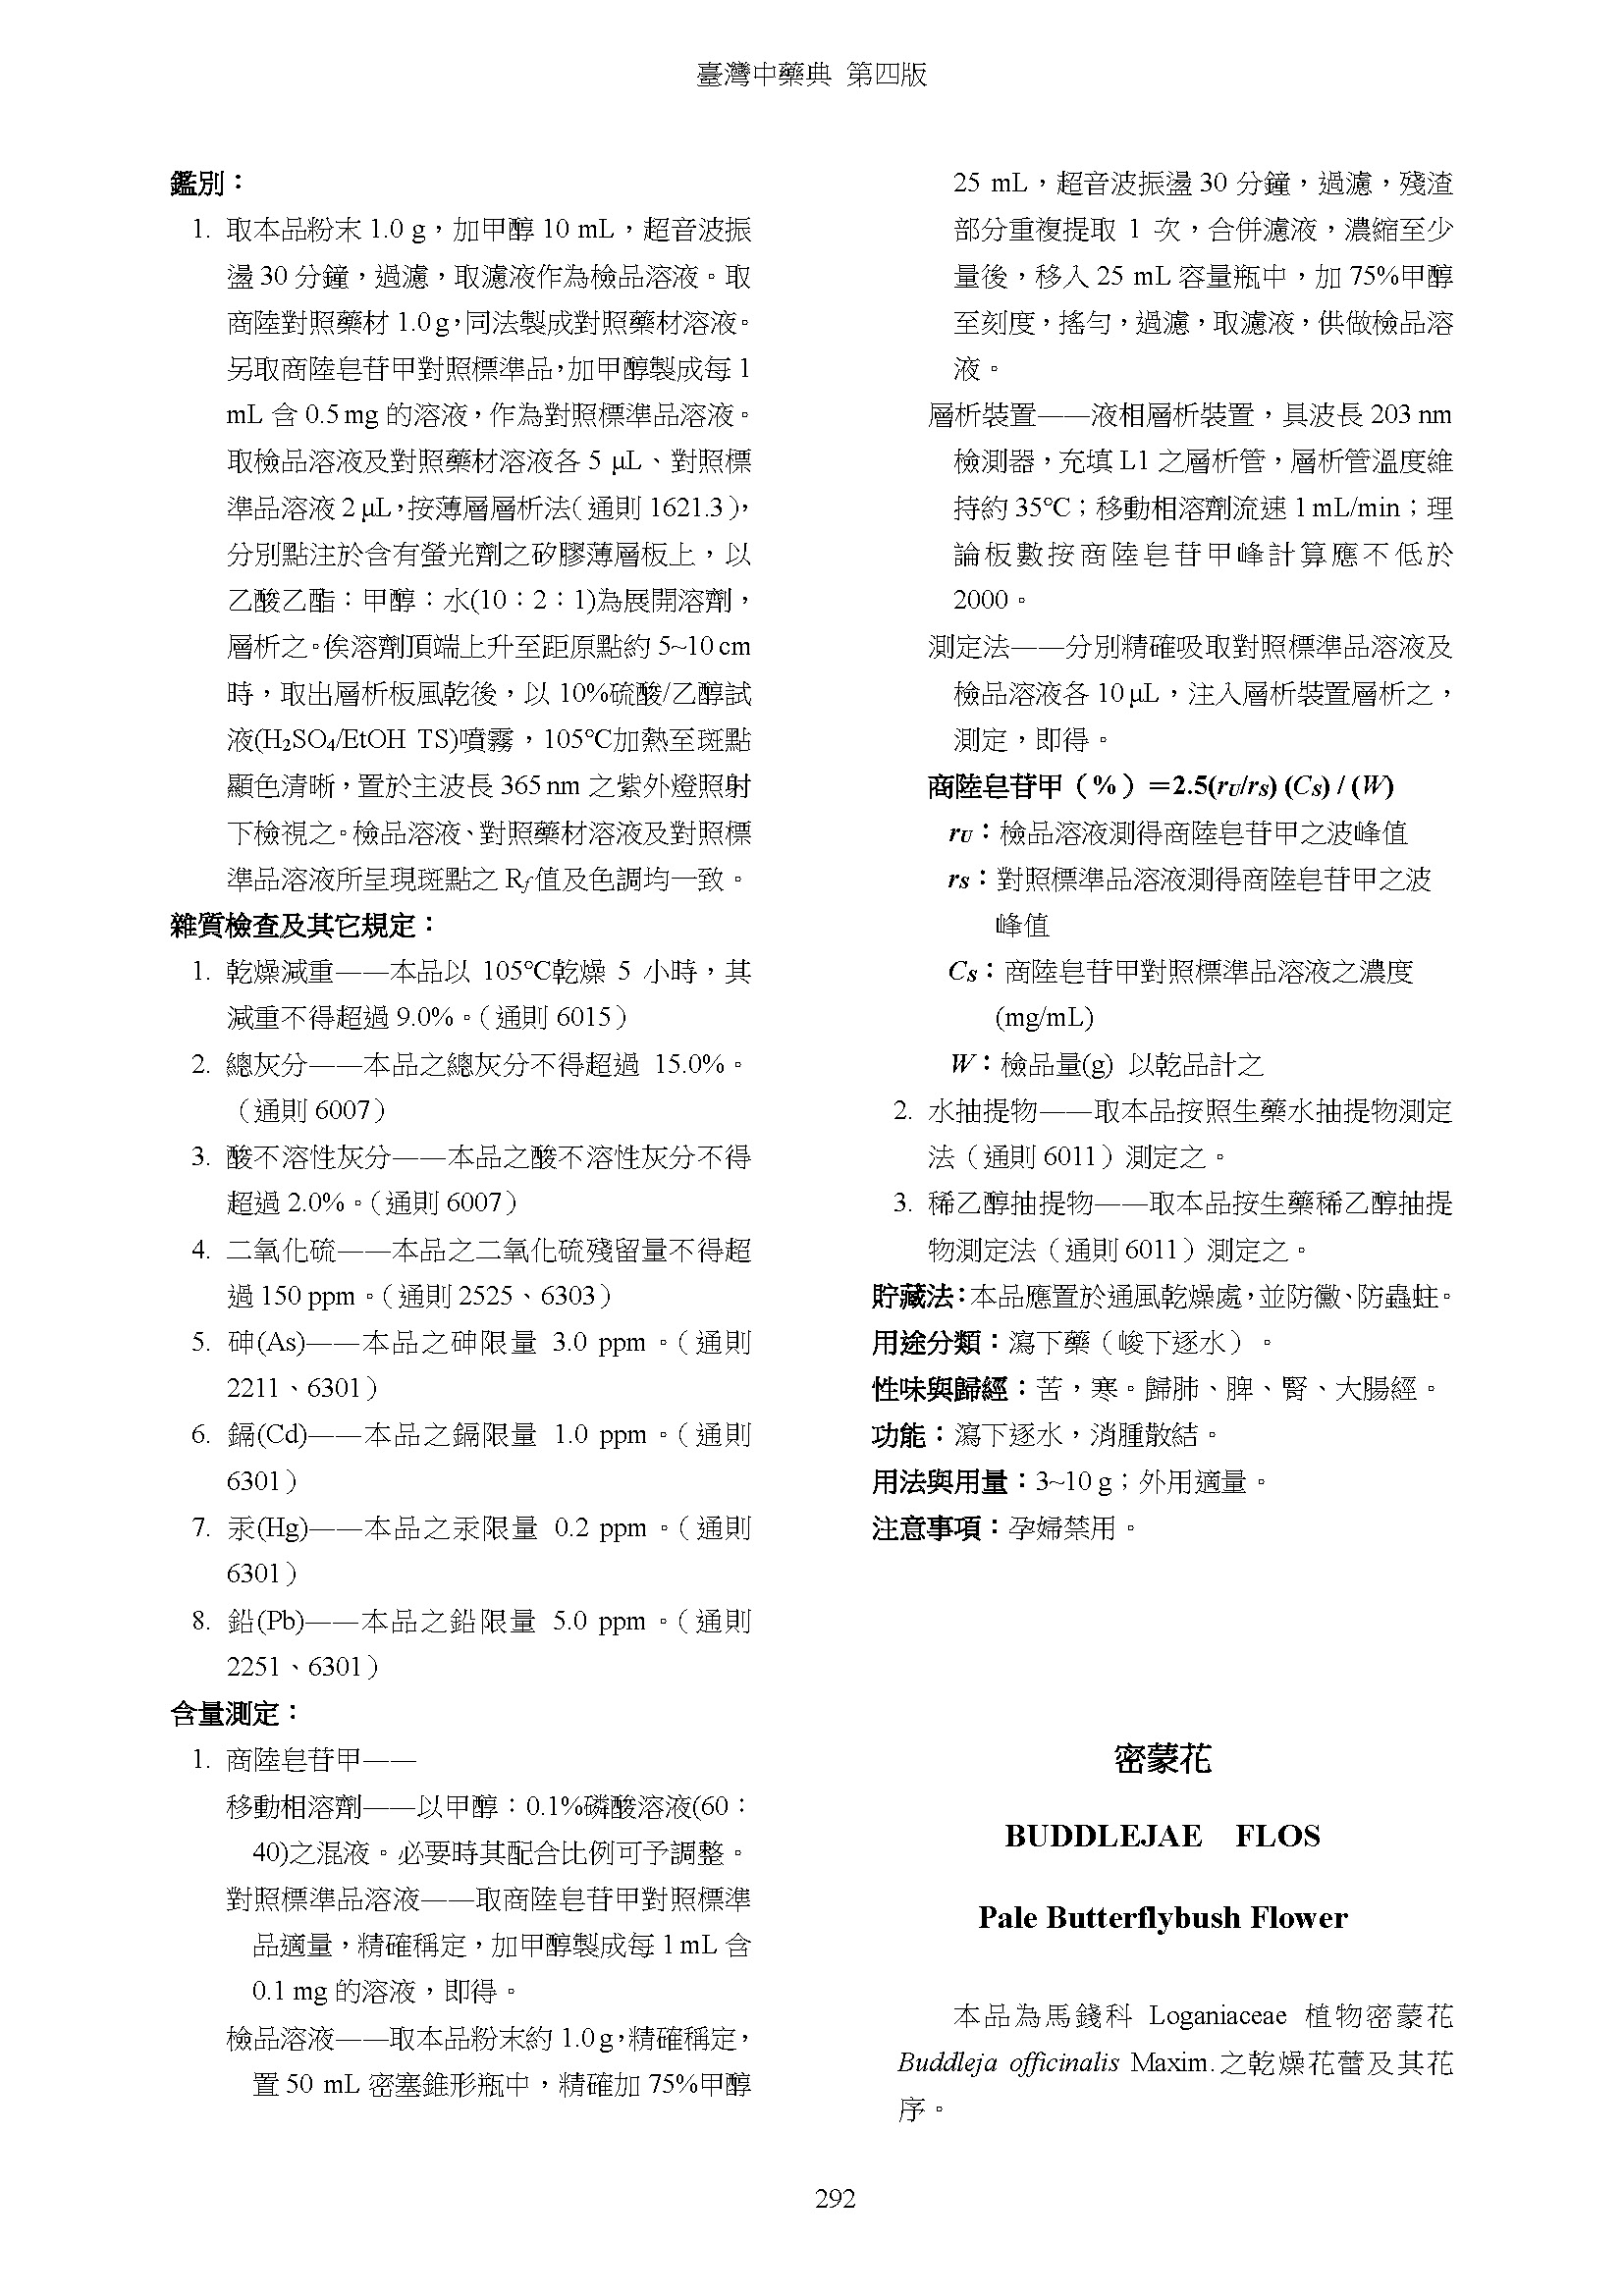 臺灣中藥典 第四版
鑑別：
1. 取本品粉末 1.0 g，加甲醇 10 mL，超音波振
盪 30 分鐘，過濾，取濾液作為檢品溶液。取
商陸對照藥材 1.0 g，同法製成對照藥材溶液。
另取商陸皂苷甲對照標準品，加甲醇製成每 1
mL 含 0.5 mg 的溶液，作為對照標準品溶液。
取檢品溶液及對照藥材溶液各 5 μL、對照標
準品溶液 2 μL，按薄層層析法（通則 1621.3），
分別點注於含有螢光劑之矽膠薄層板上，以
乙酸乙酯：甲醇：水(10：2：1)為展開溶劑，
層析之。俟溶劑頂端上升至距原點約 5~10 cm
時，取出層析板風乾後，以 10%硫酸/乙醇試
液(H₂SO₄/EtOH TS)噴霧，105℃加熱至斑點
顯色清晰，置於主波長 365 nm 之紫外燈照射
下檢視之。檢品溶液、對照藥材溶液及對照標
準品溶液所呈現斑點之 Rf值及色調均一致。
雜質檢查及其它規定：
1. 乾燥減重——本品以 105℃乾燥 5 小時，其
減重不得超過 9.0%。（通則 6015）
2. 總灰分——本品之總灰分不得超過 15.0%。
（通則 6007）
3. 酸不溶性灰分——本品之酸不溶性灰分不得
超過 2.0%。（通則 6007）
4. 二氧化硫——本品之二氧化硫殘留量不得超
過 150 ppm。（通則 2525、6303）
5. 砷(As)——本品之砷限量 3.0 ppm。（通則
2211、6301）
6. 鎘(Cd)——本品之鎘限量 1.0 ppm。（通則
6301）
7. 汞(Hg)——本品之汞限量 0.2 ppm。（通則
6301）
8. 鉛(Pb)——本品之鉛限量 5.0 ppm。（通則
2251、6301）
含量測定：
1. 商陸皂苷甲——
移動相溶劑——以甲醇：0.1%磷酸溶液(60：
40)之混液。必要時其配合比例可予調整。
對照標準品溶液——取商陸皂苷甲對照標準
品適量，精確稱定，加甲醇製成每 1 mL 含
0.1 mg 的溶液，即得。
檢品溶液——取本品粉末約 1.0 g，精確稱定，
置 50 mL 密塞錐形瓶中，精確加 75%甲醇
25 mL，超音波振盪 30 分鐘，過濾，殘渣
部分重複提取 1 次，合併濾液，濃縮至少
量後，移入 25 mL 容量瓶中，加 75%甲醇
至刻度，搖勻，過濾，取濾液，供做檢品溶
液。
層析裝置——液相層析裝置，具波長 203 nm
檢測器，充填 L1 之層析管，層析管溫度維
持約 35℃；移動相溶劑流速 1 mL/min；理
論板數按商陸皂苷甲峰計算應不低於
2000。
測定法——分別精確吸取對照標準品溶液及
檢品溶液各 10 μL，注入層析裝置層析之，
測定，即得。
商陸皂苷甲（%）＝2.5(rU/rS) (CS) / (W)
rU：檢品溶液測得商陸皂苷甲之波峰值
rS：對照標準品溶液測得商陸皂苷甲之波
峰值
CS：商陸皂苷甲對照標準品溶液之濃度
(mg/mL)
W：檢品量(g) 以乾品計之
2. 水抽提物——取本品按照生藥水抽提物測定
法（通則 6011）測定之。
3. 稀乙醇抽提物——取本品按生藥稀乙醇抽提
物測定法（通則 6011）測定之。
貯藏法：本品應置於通風乾燥處，並防黴、防蟲蛀。
用途分類：瀉下藥（峻下逐水）。
性味與歸經：苦，寒。歸肺、脾、腎、大腸經。
功能：瀉下逐水，消腫散結。
用法與用量：3~10 g；外用適量。
注意事項：孕婦禁用。
密蒙花
BUDDLEJAE FLOS
Pale Butterflybush Flower
本品為馬錢科 Loganiaceae 植物密蒙花
Buddleja officinalis Maxim.之乾燥花蕾及其花
序。
292